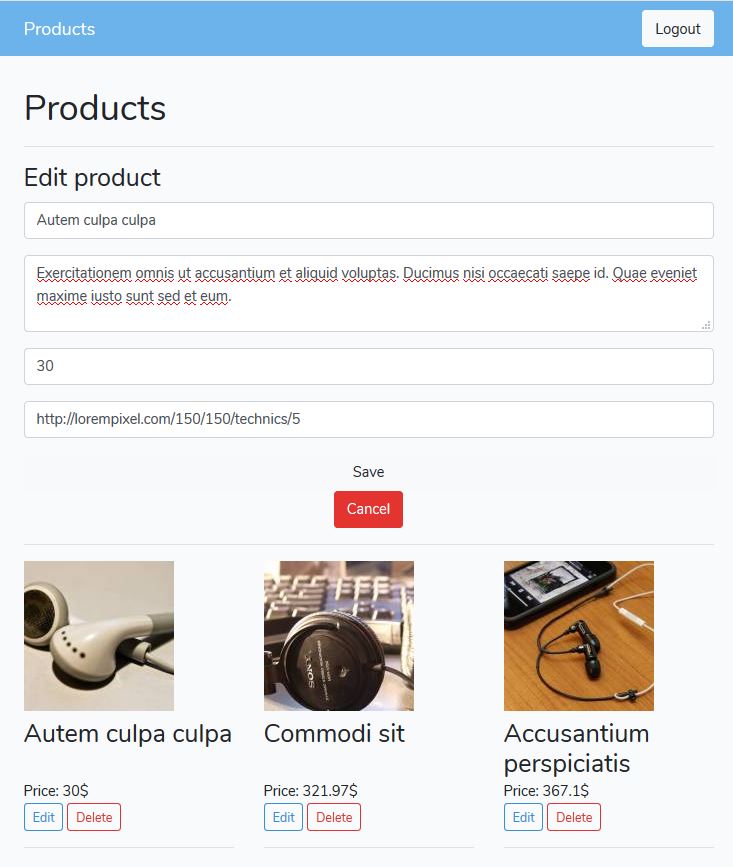 Products
Logout
Products
Edit product
Autem culpa culpa
Exercitationem omnis ut accusantium et aliquid voluptas. Ducimus nisi occaecati saepe id. Quae eveniet
maxime iusto sunt sed et eum.
30
http://lorempixel.com/150/150/technics/5
Save
Cancel
SONY
Autem culpa culpa
Commodi sit
Accusantium
perspiciatis
Price: 30$
Price: 321.97$
Price: 367.1$
Edit Delete
Edit Delete
Edit Delete